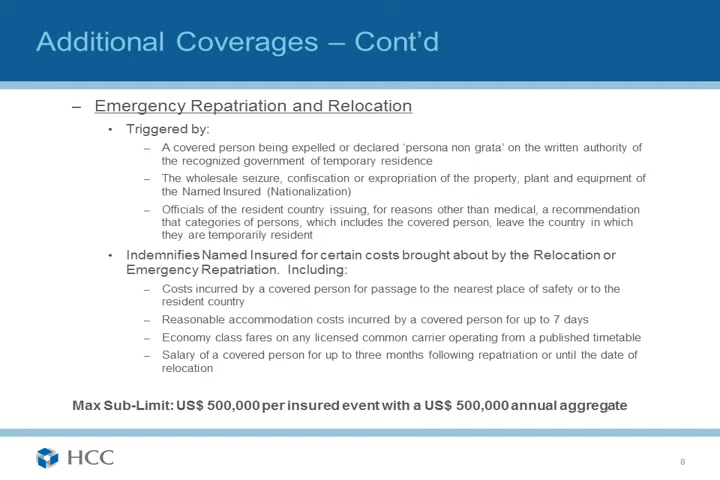 Additional Coverages – Cont’d
– Emergency Repatriation and Relocation
• Triggered by:
– A covered person being expelled or declared ‘persona non grata’ on the written authority of
the recognized government of temporary residence
– The wholesale seizure, confiscation or expropriation of the property, plant and equipment of
the Named Insured (Nationalization)
– Officials of the resident country issuing, for reasons other than medical, a recommendation
that categories of persons, which includes the covered person, leave the country in which
they are temporarily resident
• Indemnifies Named Insured for certain costs brought about by the Relocation or
Emergency Repatriation. Including:
– Costs incurred by a covered person for passage to the nearest place of safety or to the
resident country
– Reasonable accommodation costs incurred by a covered person for up to 7 days
– Economy class fares on any licensed common carrier operating from a published timetable
– Salary of a covered person for up to three months following repatriation or until the date of
relocation
Max Sub-Limit: US$ 500,000 per insured event with a US$ 500,000 annual aggregate
HCC
8